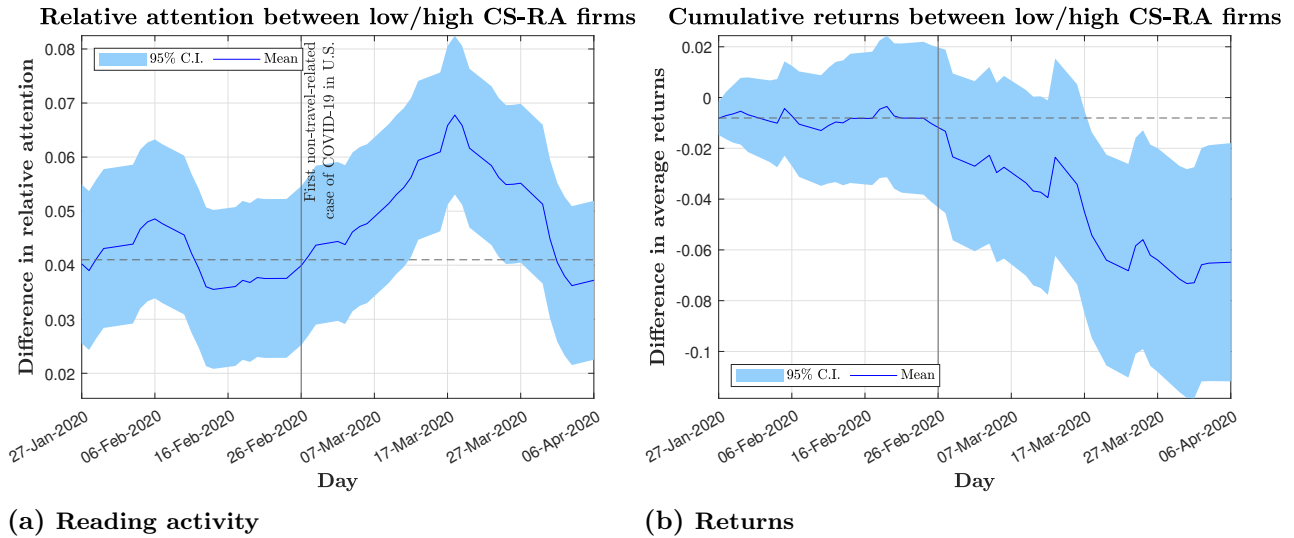 Relative attention between low/high CS-RA firms
0.08
0.07
0.06
0.05
0.04
0.03
0.02
Difference in relative attention
95% C.I.
Mean
First non-travel-related
case of COVID-19 in U.S.
27-Jan-2020
06-Feb-2020
16-Feb-2020
26-Feb-2020
07-Mar-2020
17-Mar-2020
27-Mar-2020
06-Apr-2020
Day
(a) Reading activity
Cumulative returns between low/high CS-RA firms
0.02
0
-0.02
-0.04
-0.06
-0.08
-0.1
Difference in average returns
95% C.I.
Mean
27-Jan-2020
06-Feb-2020
16-Feb-2020
26-Feb-2020
07-Mar-2020
17-Mar-2020
27-Mar-2020
06-Apr-2020
Day
(b) Returns